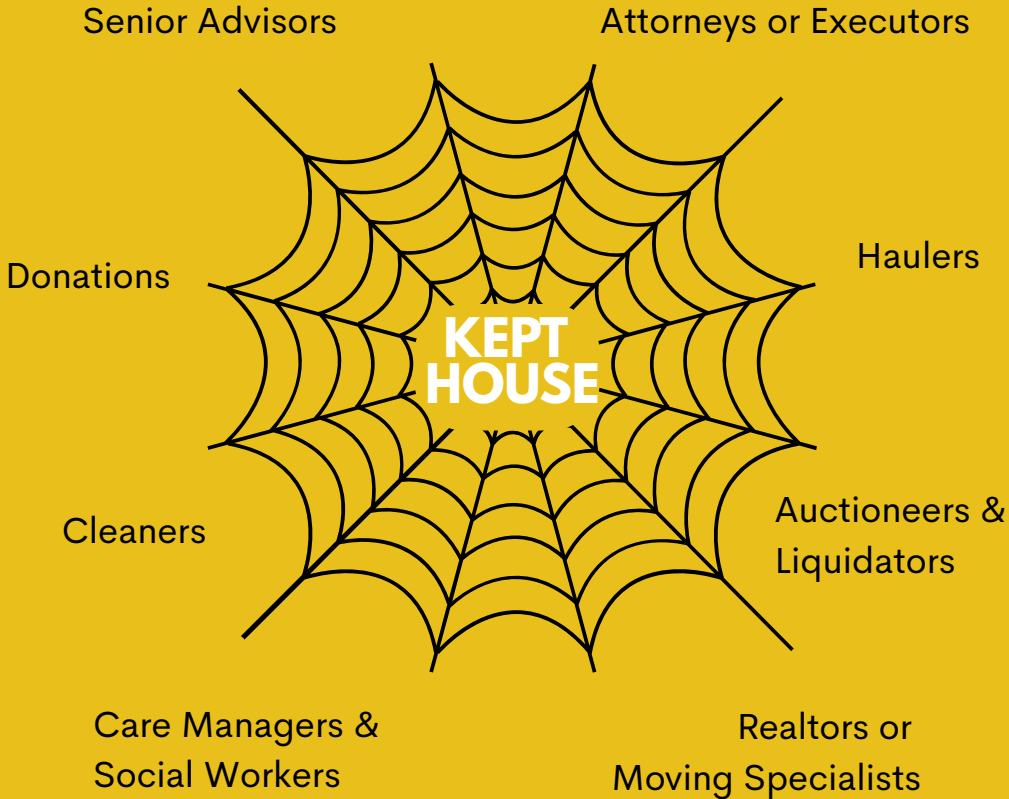 Senior Advisors
Attorneys or Executors
Haulers
Donations
KEPT
HOUSE
Auctioneers &
Liquidators
Cleaners
Care Managers &
Social Workers
Realtors or
Moving Specialists